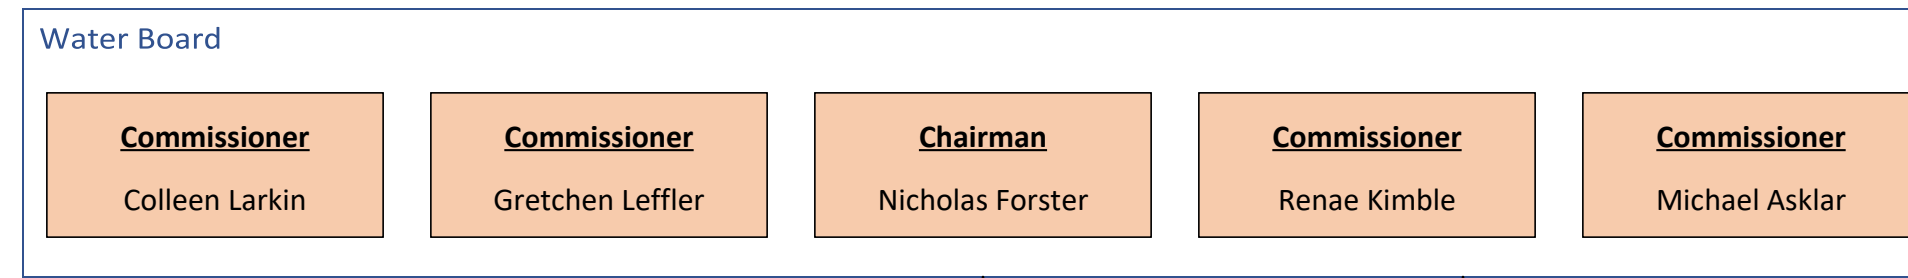 Water Board
Commissioner
Colleen Larkin
Commissioner
Gretchen Leffler
Chairman
Nicholas Forster
Commissioner
Renae Kimble
Commissioner
Michael Asklar